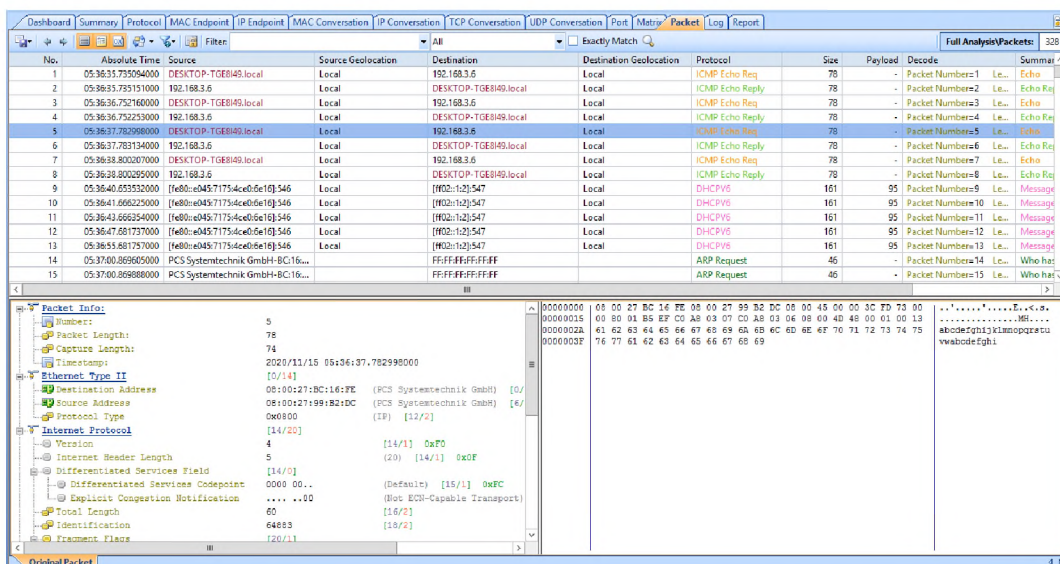 Dashboard Summary Protocol MAC Endpoint IP Endpoint MAC Conversation IP Conversation TCP Conversation UDP Conversation Port Matrix Packet Log Report
Filter: All Exactly Match Full Analysis\Packets: 328
No. Absolute Time Source Source Geolocation Destination Destination Geolocation Protocol Size Payload Decode Summar
1 05:36:35.735094000 DESKTOP-TGE8I49.local Local 192.168.3.6 Local ICMP Echo Req 78 - Packet Number=1 Le... Echo
2 05:36:35.735151000 192.168.3.6 Local DESKTOP-TGE8I49.local Local ICMP Echo Reply 78 - Packet Number=2 Le... Echo Rep
3 05:36:36.752160000 DESKTOP-TGE8I49.local Local 192.168.3.6 Local ICMP Echo Req 78 - Packet Number=3 Le... Echo
4 05:36:36.752253000 192.168.3.6 Local DESKTOP-TGE8I49.local Local ICMP Echo Reply 78 - Packet Number=4 Le... Echo Rep
5 05:36:37.782998000 DESKTOP-TGE8I49.local Local 192.168.3.6 Local ICMP Echo Req 78 - Packet Number=5 Le... Echo
6 05:36:37.783134000 192.168.3.6 Local DESKTOP-TGE8I49.local Local ICMP Echo Reply 78 - Packet Number=6 Le... Echo Rep
7 05:36:38.800207000 DESKTOP-TGE8I49.local Local 192.168.3.6 Local ICMP Echo Req 78 - Packet Number=7 Le... Echo
8 05:36:38.800295000 192.168.3.6 Local DESKTOP-TGE8I49.local Local ICMP Echo Reply 78 - Packet Number=8 Le... Echo Rep
9 05:36:40.653532000 [fe80::e045:7175:4ce0:6e16]:546 Local [ff02::1:2]:547 Local DHCPV6 161 95 Packet Number=9 Le... Message
10 05:36:41.666225000 [fe80::e045:7175:4ce0:6e16]:546 Local [ff02::1:2]:547 Local DHCPV6 161 95 Packet Number=10 Le... Message
11 05:36:43.666354000 [fe80::e045:7175:4ce0:6e16]:546 Local [ff02::1:2]:547 Local DHCPV6 161 95 Packet Number=11 Le... Message
12 05:36:47.681737000 [fe80::e045:7175:4ce0:6e16]:546 Local [ff02::1:2]:547 Local DHCPV6 161 95 Packet Number=12 Le... Message
13 05:36:55.681757000 [fe80::e045:7175:4ce0:6e16]:546 Local [ff02::1:2]:547 Local DHCPV6 161 95 Packet Number=13 Le... Message
14 05:37:00.869605000 PCS Systemtechnik GmbH-BC:16:... FF:FF:FF:FF:FF:FF ARP Request 46 - Packet Number=14 Le... Who has
15 05:37:00.869888000 PCS Systemtechnik GmbH-BC:16:... FF:FF:FF:FF:FF:FF ARP Request 46 - Packet Number=15 Le... Who has
Packet Info:
Number: 5
Packet Length: 78
Capture Length: 74
Timestamp: 2020/11/15 05:36:37.782998000
Ethernet Type II [0/14]
Destination Address 08:00:27:BC:16:FE (PCS Systemtechnik GmbH) [0/
Source Address 08:00:27:99:B2:DC (PCS Systemtechnik GmbH) [6/
Protocol Type 0x0800 (IP) [12/2]
Internet Protocol [14/20]
Version 4 [14/1] 0xF0
Internet Header Length 5 (20) [14/1] 0x0F
Differentiated Services Field [14/0]
Differentiated Services Codepoint 0000 00.. (Default) [15/1] 0xFC
Explicit Congestion Notification .... ..00 (Not ECN-Capable Transport)
Total Length 60 [16/2]
Identification 64883 [18/2]
Fragment Flags [20/1]
00000000 08 00 27 BC 16 FE 08 00 27 99 B2 DC 08 00 45 00 00 3C FD 73 00 ..'.....'.....E..<.s.
00000015 00 80 01 B5 EF C0 A8 03 07 C0 A8 03 06 08 00 4D 48 00 01 00 13 ...............MH....
0000002A 61 62 63 64 65 66 67 68 69 6A 6B 6C 6D 6E 6F 70 71 72 73 74 75 abcdefghijklmnopqrstu
0000003F 76 77 61 62 63 64 65 66 67 68 69 vwabcdefghi
Original Packet